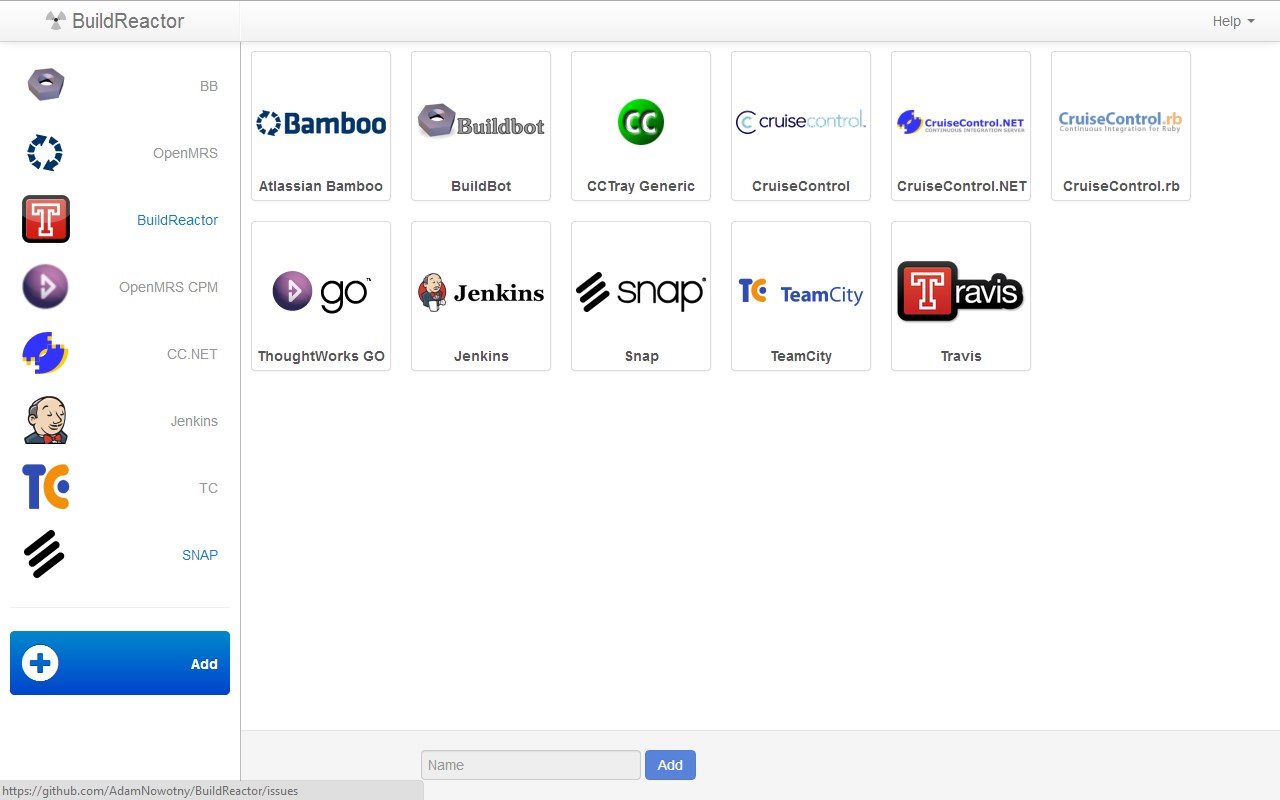 BuildReactor
Help
BB
OpenMRS
BuildReactor
OpenMRS CPM
CC.NET
Jenkins
TC
TC
SNAP
Add
Bamboo
Atlassian Bamboo
Buildbot
BuildBot
CC
CCTray Generic
cruisecontrol.
CruiseControl
CruiseControl.NET
CONTINUOUS INTEGRATION SERVER
CruiseControl.NET
CruiseControl.rb
Continuous Integration for Ruby
CruiseControl.rb
go™
ThoughtWorks GO
Jenkins
Jenkins
snap
Snap
TC TeamCity
TeamCity
Travis
Travis
Name
Add
https://github.com/AdamNowotny/BuildReactor/issues